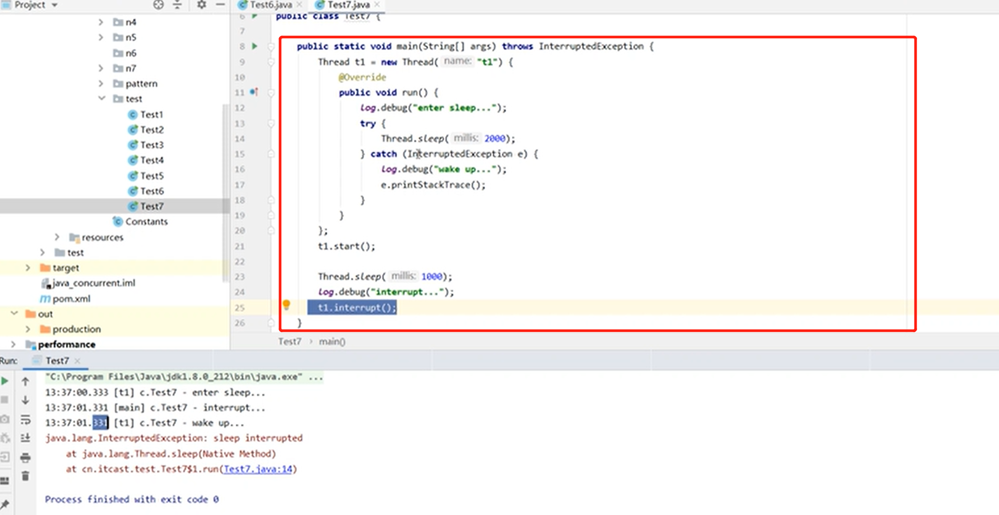 Project
Test6.java
Test7.java
n4
n5
n6
n7
pattern
test
Test1
Test2
Test3
Test4
Test5
Test6
Test7
Constants
resources
test
target
java_concurrent.iml
pom.xml
out
production
performance
6 public class Test7 {
7
8 public static void main(String[] args) throws InterruptedException {
9 Thread t1 = new Thread( name: "t1") {
10 @Override
11 public void run() {
12 log.debug("enter sleep...");
13 try {
14 Thread.sleep( millis: 2000);
15 } catch (InterruptedException e) {
16 log.debug("wake up...");
17 e.printStackTrace();
18 }
19 }
20 };
21 t1.start();
22
23 Thread.sleep( millis: 1000);
24 log.debug("interrupt...");
25 t1.interrupt();
26 }
Test7 > main()
Run: Test7
"C:\Program Files\Java\jdk1.8.0_212\bin\java.exe" ...
13:37:00.333 [t1] c.Test7 - enter sleep...
13:37:01.331 [main] c.Test7 - interrupt...
13:37:01.331 [t1] c.Test7 - wake up...
java.lang.InterruptedException: sleep interrupted
at java.lang.Thread.sleep(Native Method)
at cn.itcast.test.Test7$1.run(Test7.java:14)
Process finished with exit code 0